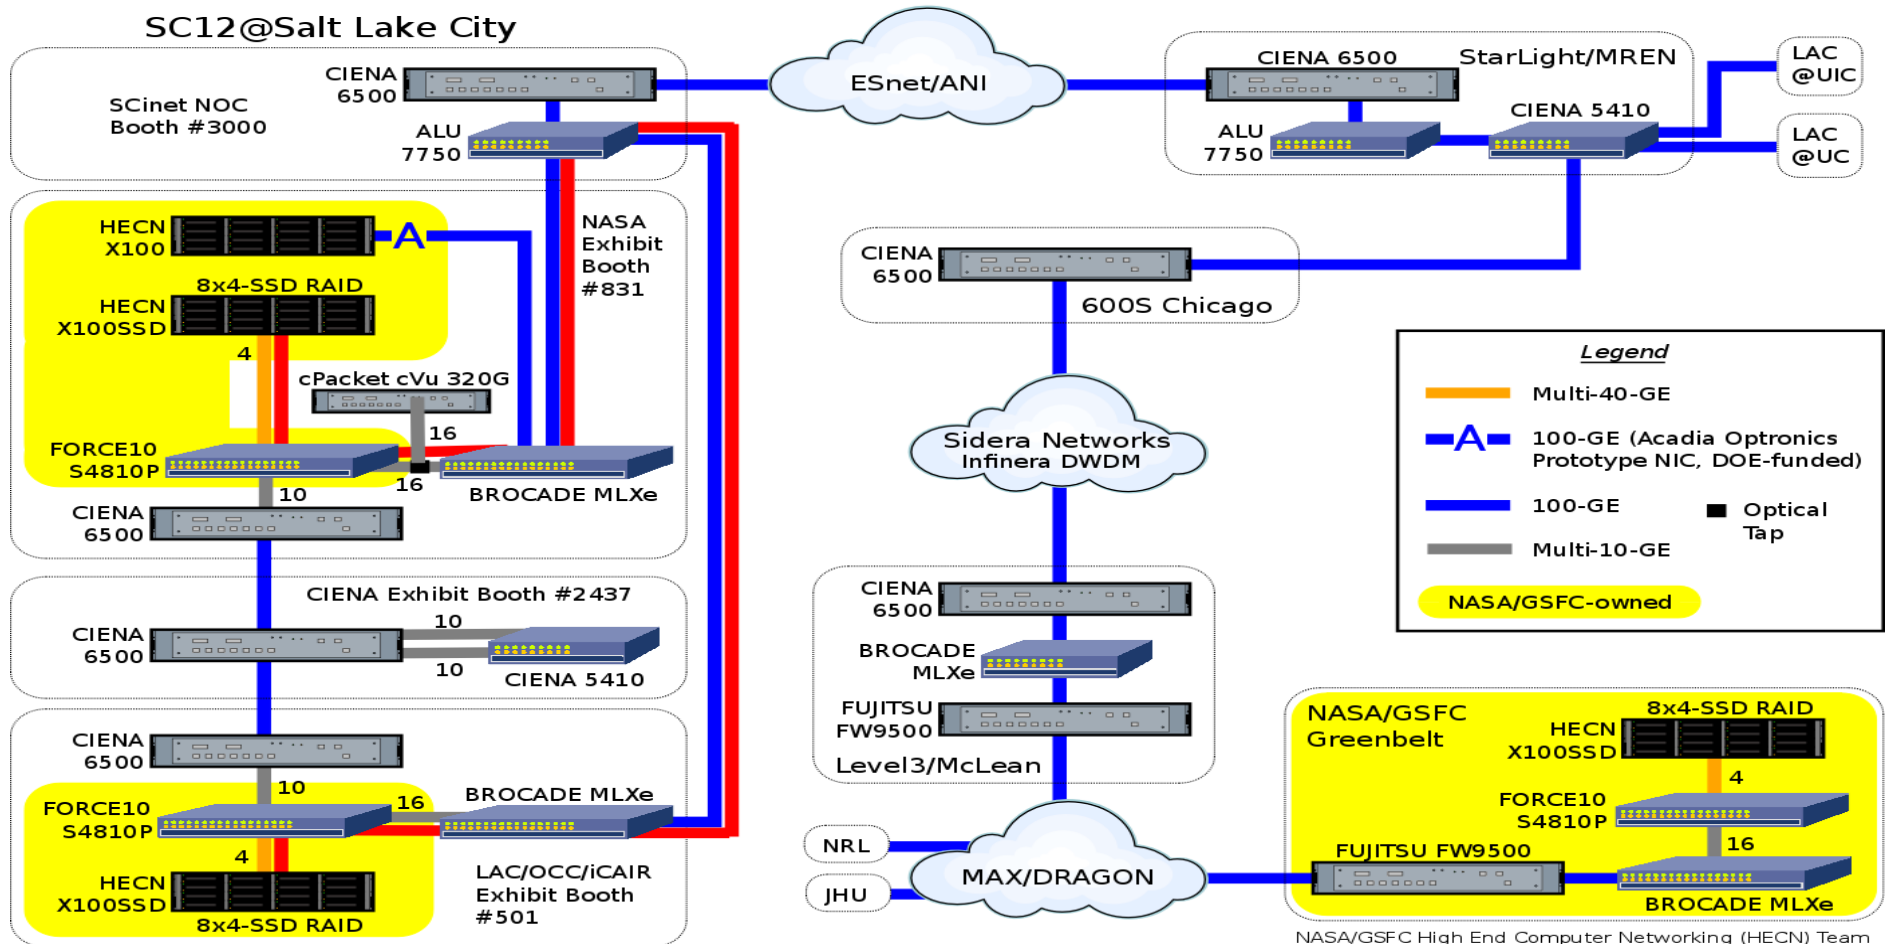 SC12@Salt Lake City
SCinet NOC
Booth #3000
CIENA
6500
ALU
7750
ESnet/ANI
CIENA 6500
StarLight/MREN
CIENA 5410
ALU
7750
LAC
@UIC
LAC
@UC
HECN
X100
A
NASA
Exhibit
Booth
#831
8x4-SSD RAID
HECN
X100SSD
4
cPacket cVu 320G
16
FORCE10
S4810P
16
BROCADE MLXe
10
CIENA
6500
CIENA Exhibit Booth #2437
CIENA
6500
10
10
CIENA 5410
CIENA
6500
10
FORCE10
S4810P
16
BROCADE MLXe
4
HECN
X100SSD
8x4-SSD RAID
LAC/OCC/iCAIR
Exhibit Booth
#501
CIENA
6500
600S Chicago
Sidera Networks
Infinera DWDM
CIENA
6500
BROCADE
MLXe
FUJITSU
FW9500
Level3/McLean
NRL
JHU
MAX/DRAGON
Legend
Multi-40-GE
A
100-GE (Acadia Optronics
Prototype NIC, DOE-funded)
100-GE
Optical
Tap
Multi-10-GE
NASA/GSFC-owned
NASA/GSFC
Greenbelt
8x4-SSD RAID
HECN
X100SSD
4
FORCE10
S4810P
16
FUJITSU FW9500
BROCADE MLXe
NASA/GSFC High End Computer Networking (HECN) Team